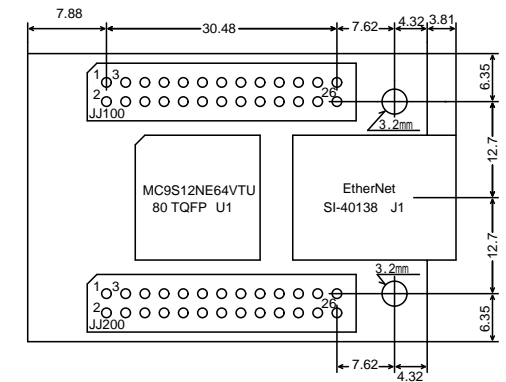 7.88
30.48
7.62
4.32
3.81
1 3
2
26
JJ100
3.2mm
6.35
12.7
MC9S12NE64VTU
80 TQFP U1
EtherNet
SI-40138 J1
12.7
3.2mm
1 3
2
26
JJ200
6.35
7.62
4.32